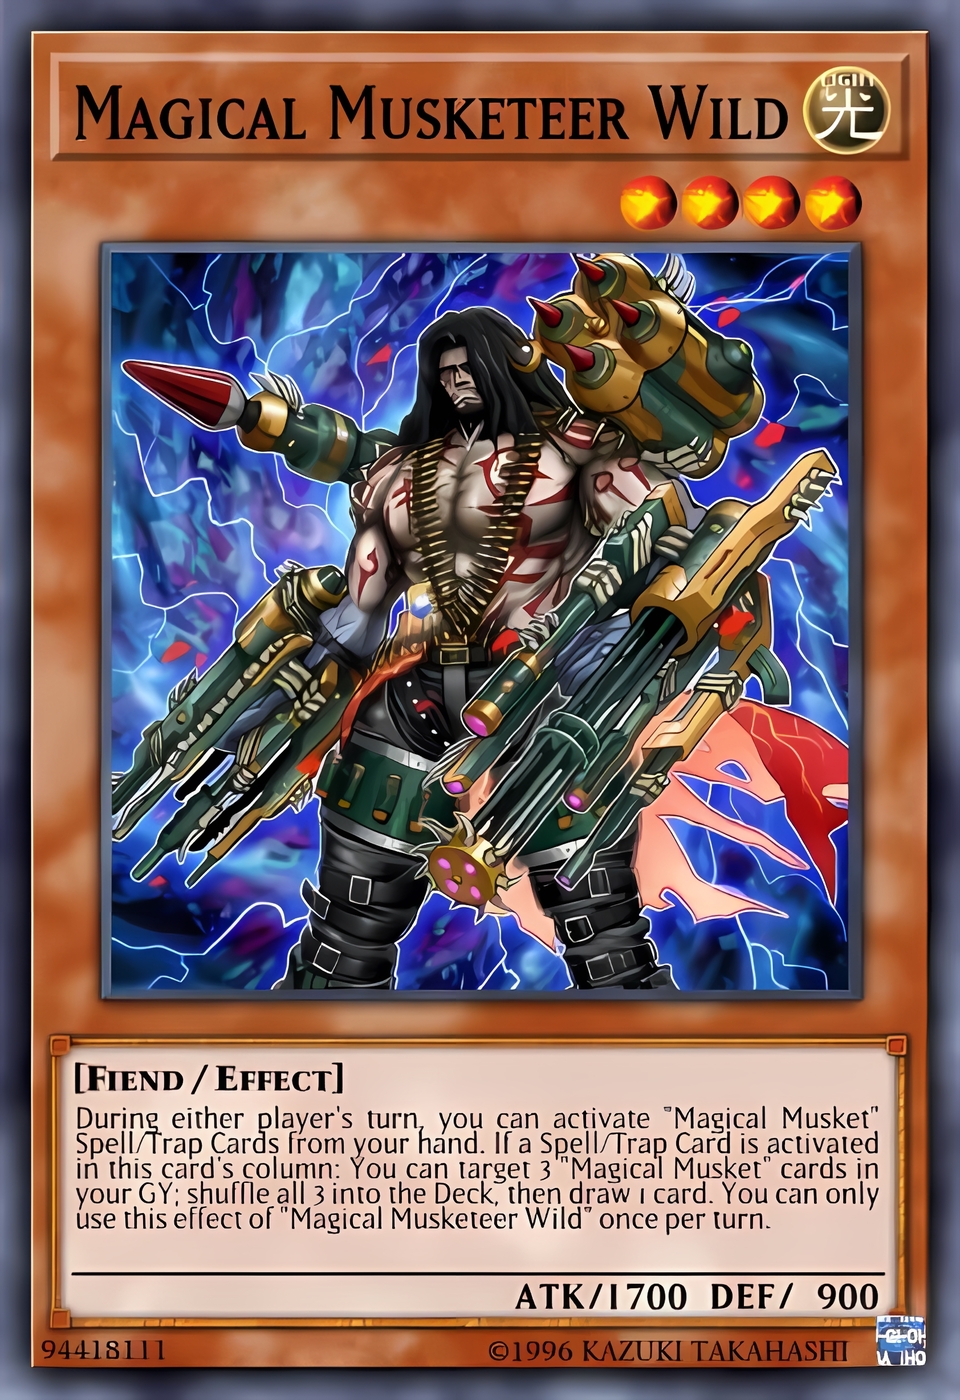 MAGICAL MUSKETEER WILD
光
[FIEND / EFFECT]
During either player's turn, you can activate "Magical Musket"
Spell/Trap Cards from your hand. If a Spell/Trap Card is activated
in this card's column: You can target 3 "Magical Musket" cards in
your GY; shuffle all 3 into the Deck, then draw 1 card. You can only
use this effect of "Magical Musketeer Wild" once per turn.
ATK/1700 DEF/ 900
94418111
©1996 KAZUKI TAKAHASHI